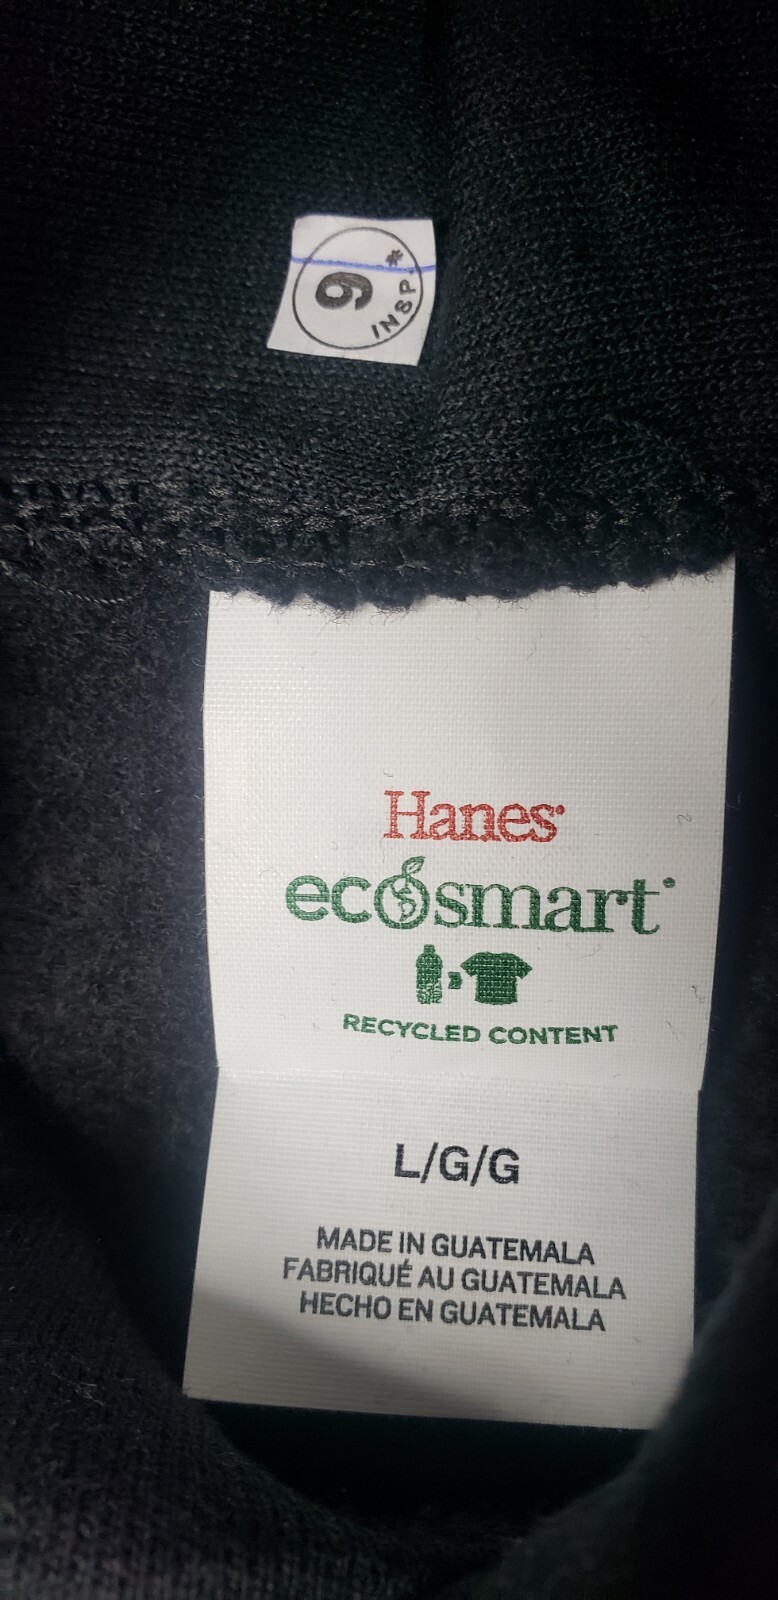 9
INSP.#
Hanes
ecosmart
RECYCLED CONTENT
L/G/G
MADE IN GUATEMALA
FABRIQUÉ AU GUATEMALA
HECHO EN GUATEMALA